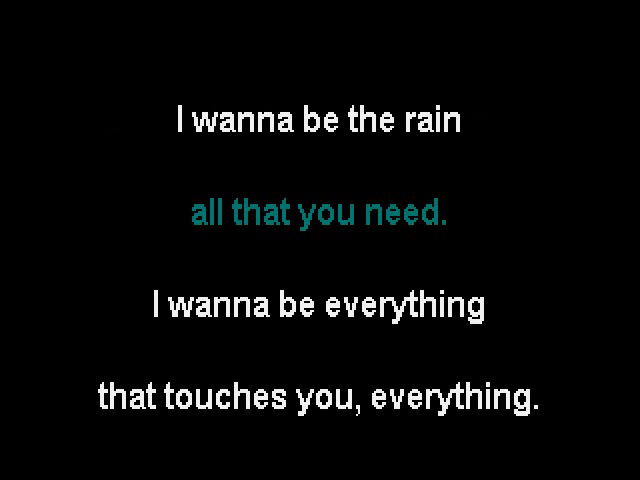 I wanna be the rain
all that you need.
I wanna be everything
that touches you, everything.